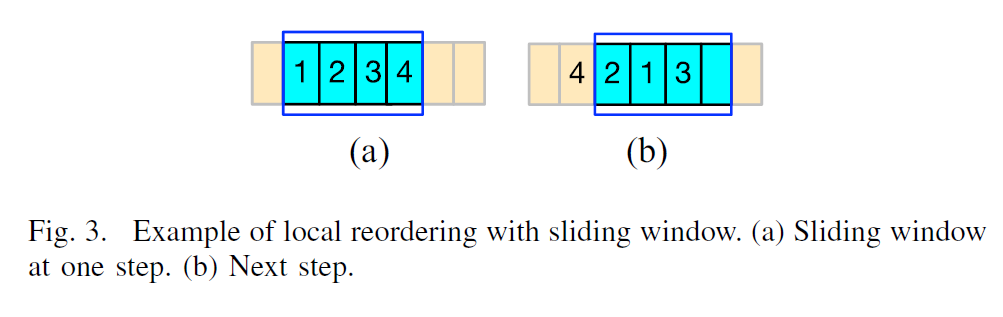 1 2 3 4
4 2 1 3
(a)
(b)
Fig. 3. Example of local reordering with sliding window. (a) Sliding window
at one step. (b) Next step.